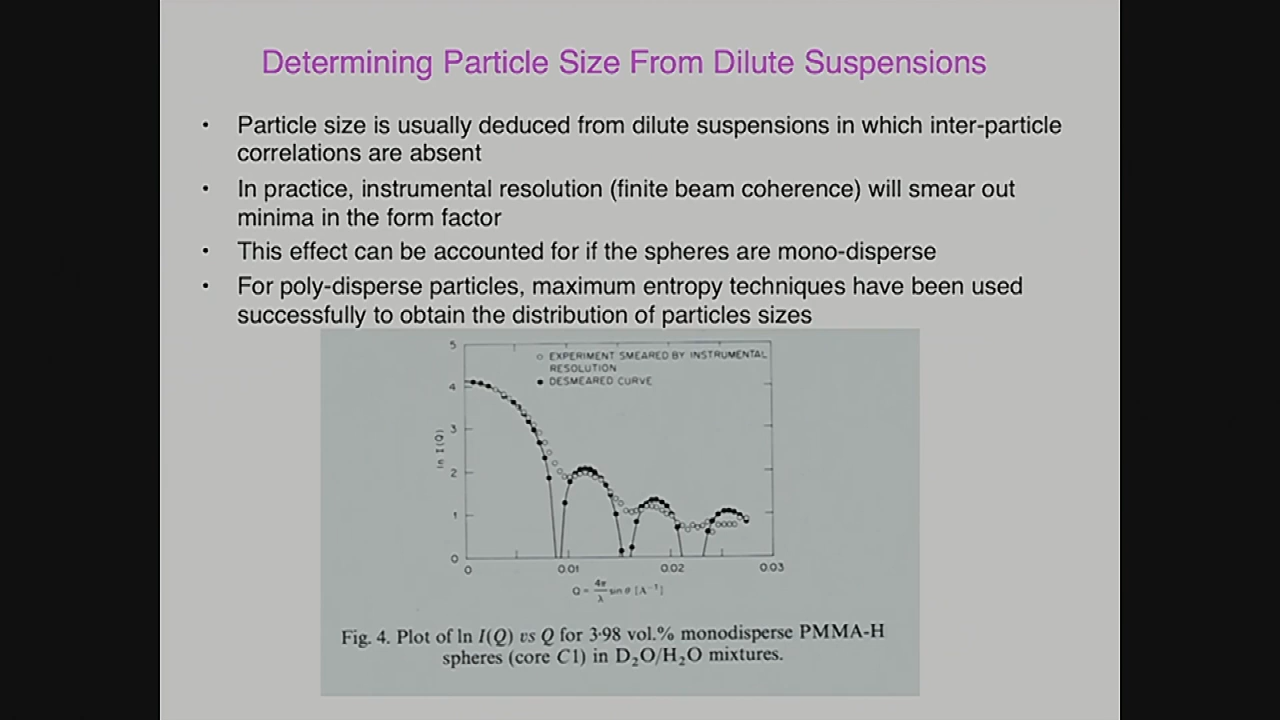 Determining Particle Size From Dilute Suspensions
• Particle size is usually deduced from dilute suspensions in which inter-particle
correlations are absent
• In practice, instrumental resolution (finite beam coherence) will smear out
minima in the form factor
• This effect can be accounted for if the spheres are mono-disperse
• For poly-disperse particles, maximum entropy techniques have been used
successfully to obtain the distribution of particles sizes
○ EXPERIMENT SMEARED BY INSTRUMENTAL
RESOLUTION
● DESMEARED CURVE
5
4
3
2
1
0
ln I(Q)
0 0.01 0.02 0.03
Q = 4π/λ sin θ [A⁻¹]
Fig. 4. Plot of ln I(Q) vs Q for 3·98 vol.% monodisperse PMMA-H
spheres (core C1) in D₂O/H₂O mixtures.